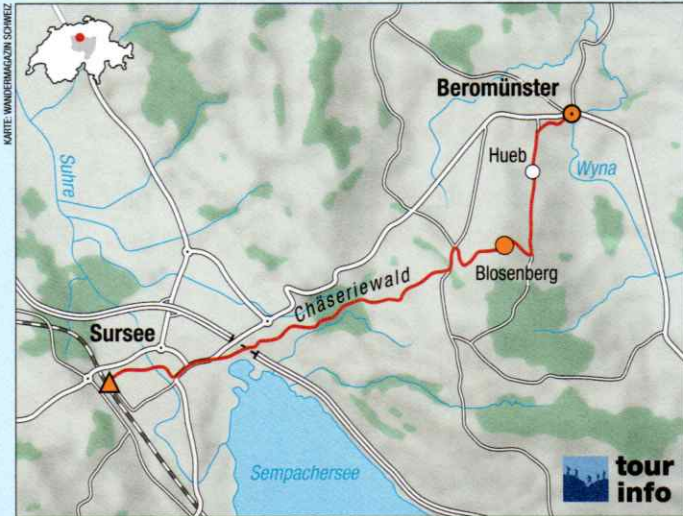 KARTE: WANDERMAGAZIN SCHWEIZ
Beromünster
Hueb
Wyna
Suhre
Blosenberg
Chäseriewald
Sursee
Sempachersee
tour
info